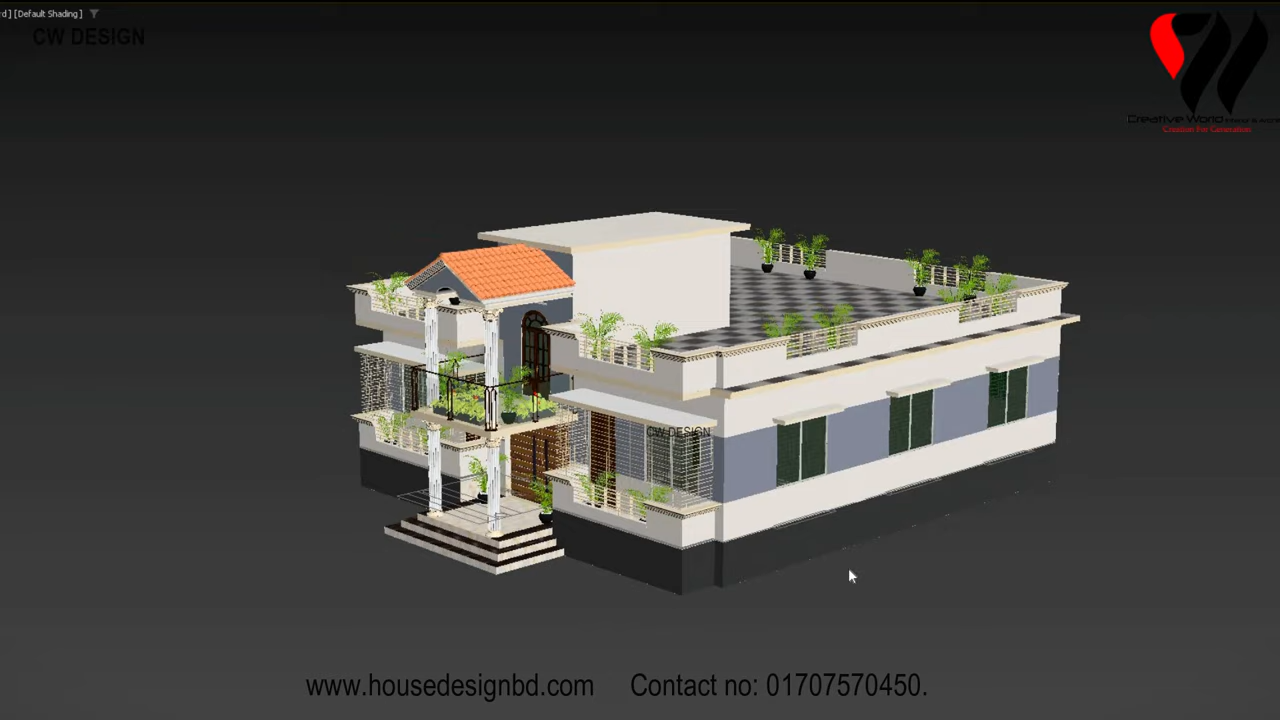 d ] [Default Shading ]
CW DESIGN
Creative World
Creation For Generation
CW DESIGN
www.housedesignbd.com Contact no: 01707570450.